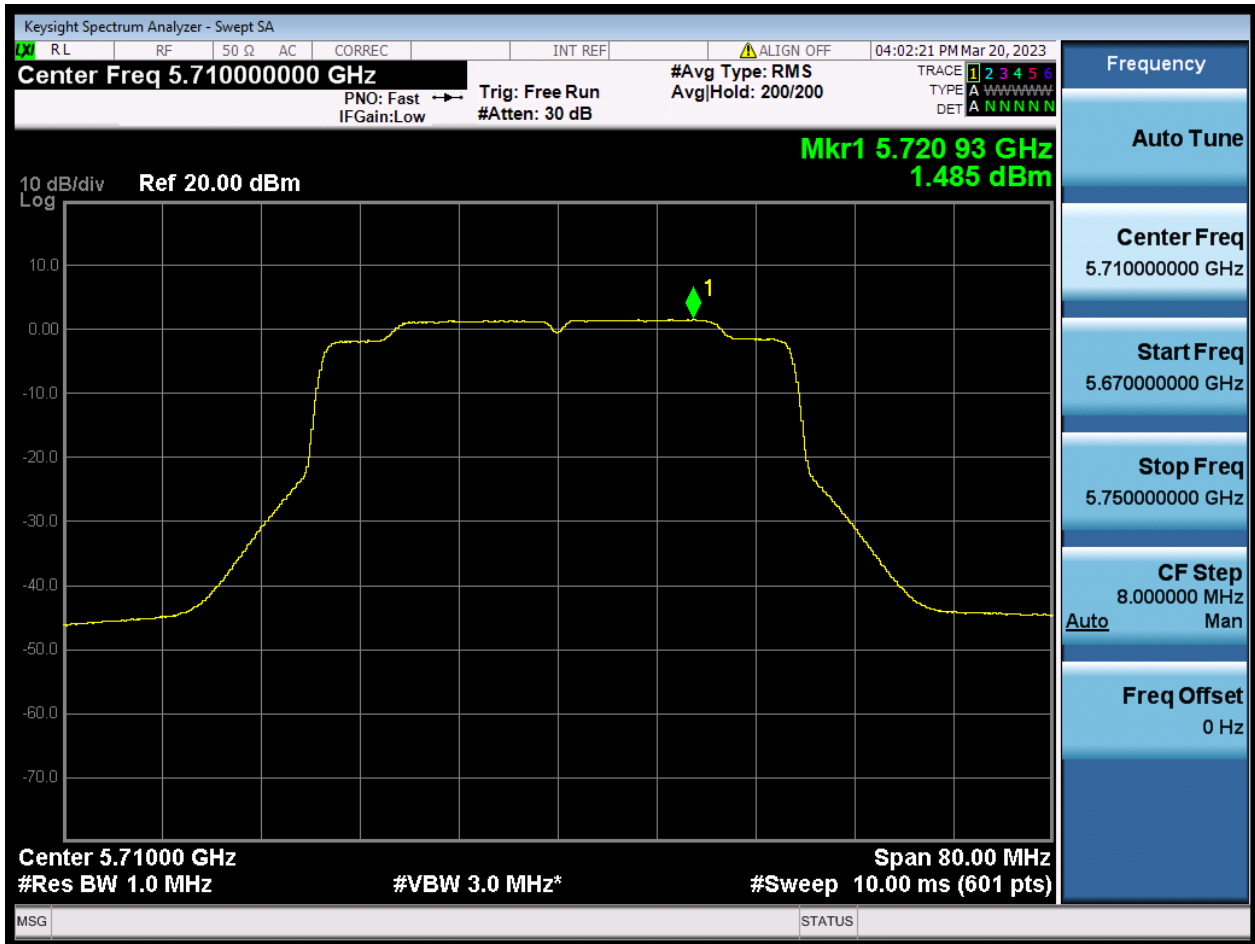 Keysight Spectrum Analyzer - Swept SA
LXI RL RF 50 Ω AC CORREC INT REF ALIGN OFF 04:02:21 PM Mar 20, 2023
Center Freq 5.710000000 GHz
PNO: Fast
IFGain:Low
Trig: Free Run
#Atten: 30 dB
#Avg Type: RMS
Avg|Hold: 200/200
TRACE 1 2 3 4 5 6
TYPE A WWWWW
DET A N N N N N
Mkr1 5.720 93 GHz
1.485 dBm
10 dB/div Ref 20.00 dBm
Log
10.0
0.00
-10.0
-20.0
-30.0
-40.0
-50.0
-60.0
-70.0
1
Center 5.71000 GHz Span 80.00 MHz
#Res BW 1.0 MHz #VBW 3.0 MHz* #Sweep 10.00 ms (601 pts)
MSG STATUS
Frequency
Auto Tune
Center Freq
5.710000000 GHz
Start Freq
5.670000000 GHz
Stop Freq
5.750000000 GHz
CF Step
8.000000 MHz
Auto Man
Freq Offset
0 Hz